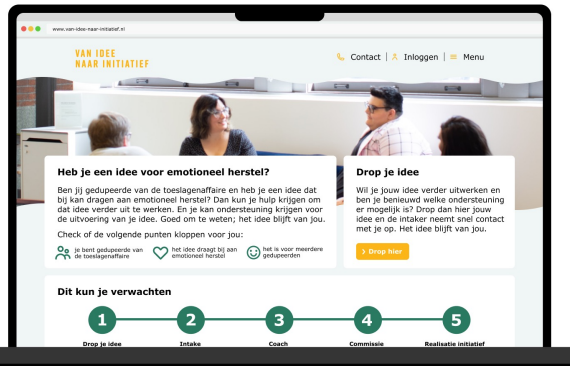 www.van-idee-naar-initiatief.nl
VAN IDEE
NAAR INITIATIEF
Contact | Inloggen | Menu
Heb je een idee voor emotioneel herstel?
Ben jij gedupeerde van de toeslagenaffaire en heb je een idee dat
bij kan dragen aan emotioneel herstel? Dan kun je hulp krijgen om
dat idee verder uit te werken. En je kan ondersteuning krijgen voor
de uitvoering van je idee. Goed om te weten; het idee blijft van jou.
Check of de volgende punten kloppen voor jou:
je bent gedupeerde van
de toeslagenaffaire
het idee draagt bij aan
emotioneel herstel
het is voor meerdere
gedupeerden
Drop je idee
Wil je jouw idee verder uitwerken en
ben je benieuwd welke ondersteuning
er mogelijk is? Drop dan hier jouw
idee en de intaker neemt snel contact
met je op. Het idee blijft van jou.
› Drop hier
Dit kun je verwachten
1 2 3 4 5
Drop je idee Intake Coach Commissie Realisatie initiatief